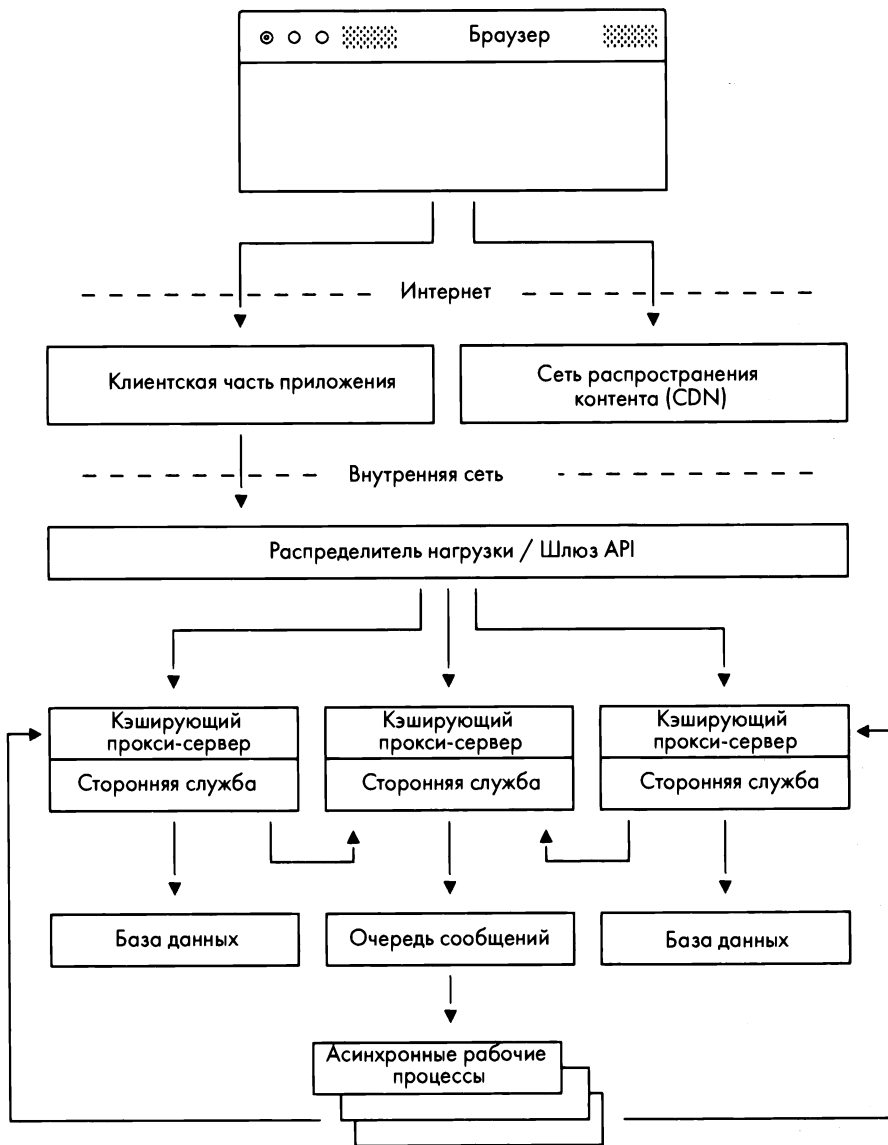 Браузер
Интернет
Клиентская часть приложения
Сеть распространения
контента (CDN)
Внутренняя сеть
Распределитель нагрузки / Шлюз API
Кэширующий
прокси-сервер
Сторонняя служба
Кэширующий
прокси-сервер
Сторонняя служба
Кэширующий
прокси-сервер
Сторонняя служба
База данных
Очередь сообщений
База данных
Асинхронные рабочие
процессы